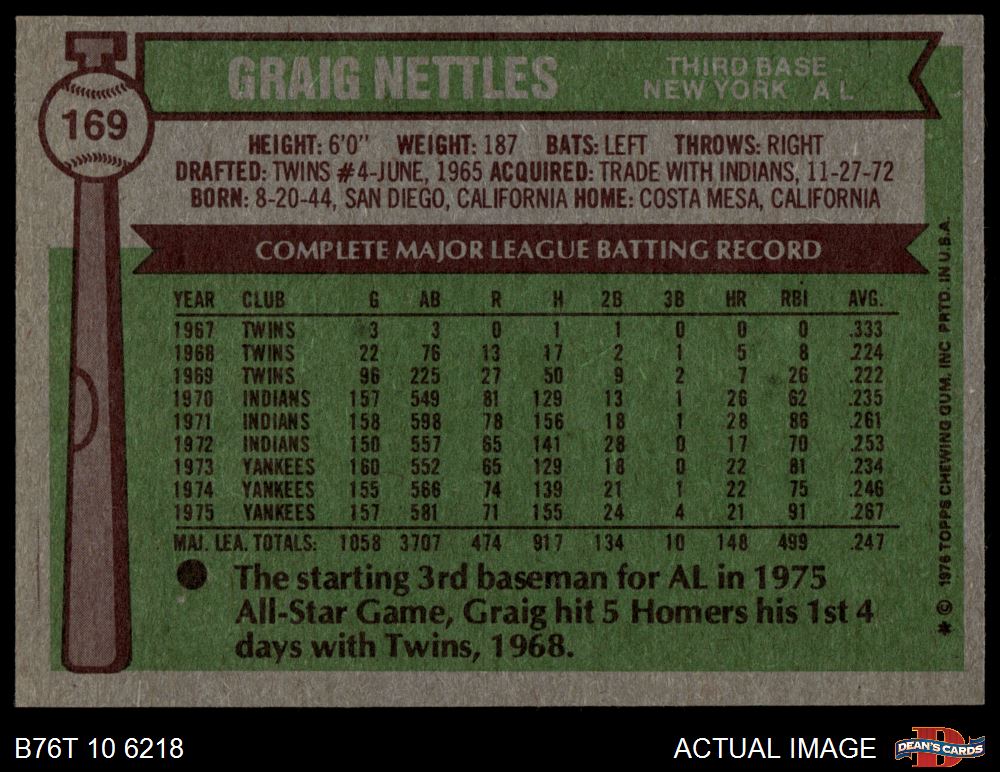 GRAIG NETTLES
THIRD BASE
NEW YORK A L
169
HEIGHT: 6'0" WEIGHT: 187 BATS: LEFT THROWS: RIGHT
DRAFTED: TWINS #4-JUNE, 1965 ACQUIRED: TRADE WITH INDIANS, 11-27-72
BORN: 8-20-44, SAN DIEGO, CALIFORNIA HOME: COSTA MESA, CALIFORNIA
COMPLETE MAJOR LEAGUE BATTING RECORD
YEAR CLUB G AB R H 2B 3B HR RBI AVG.
1967 TWINS 3 3 0 1 1 0 0 0 .333
1968 TWINS 22 76 13 17 2 1 5 8 .224
1969 TWINS 96 225 27 50 9 2 7 26 .222
1970 INDIANS 157 549 81 129 13 1 26 62 .235
1971 INDIANS 158 598 78 156 18 1 28 86 .261
1972 INDIANS 150 557 65 141 28 0 17 70 .253
1973 YANKEES 160 552 65 129 18 0 22 81 .234
1974 YANKEES 155 566 74 139 21 1 22 75 .246
1975 YANKEES 157 581 71 155 24 4 21 91 .267
MAJ. LEA. TOTALS: 1058 3707 474 917 134 10 148 499 .247
The starting 3rd baseman for AL in 1975
All-Star Game, Graig hit 5 Homers his 1st 4
days with Twins, 1968.
* © 1976 TOPPS CHEWING GUM, INC PRTD. IN U.S.A.
B76T 10 6218
ACTUAL IMAGE
D
DEAN'S CARDS